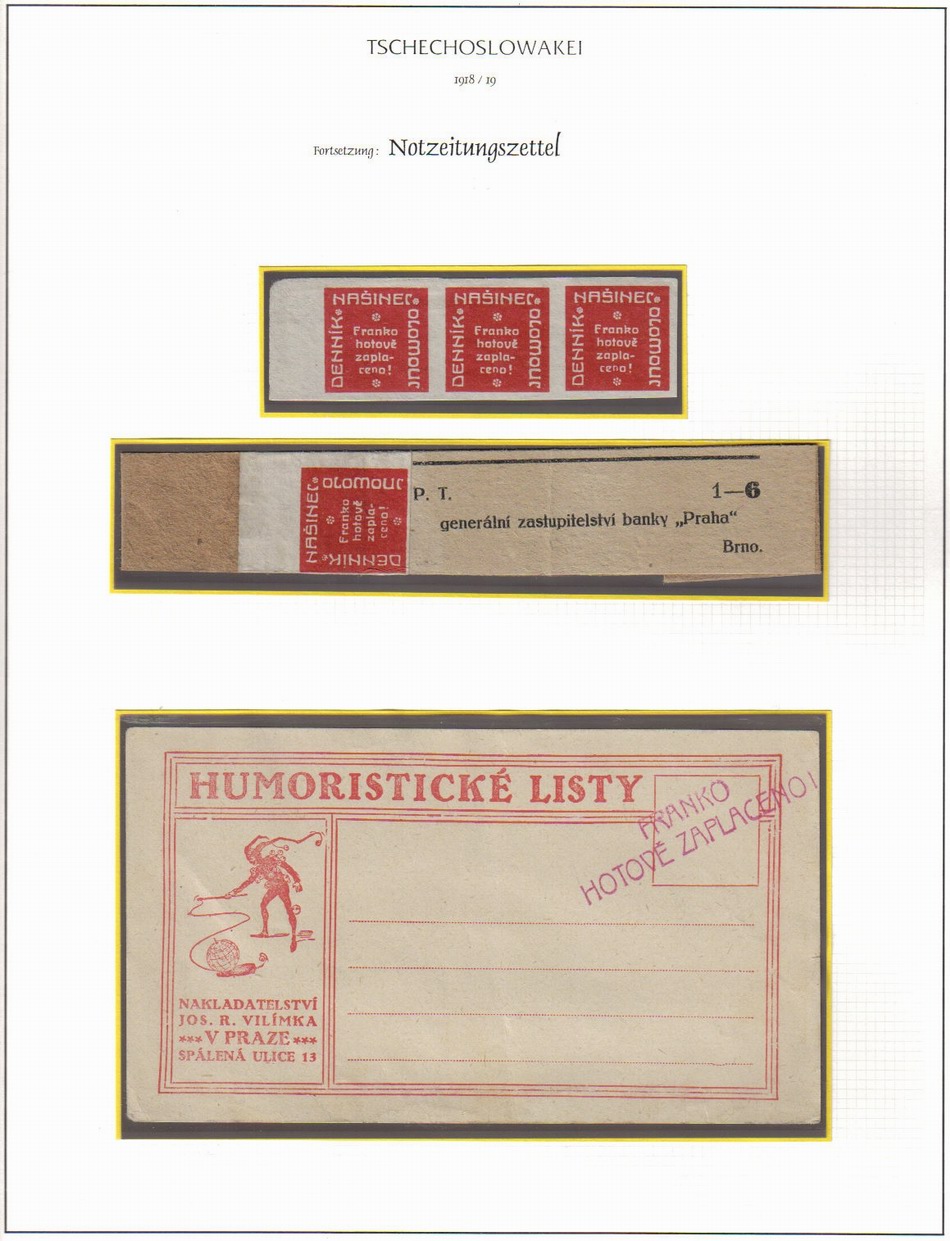 TSCHECHOSLOWAKEI
1918 / 19
Fortsetzung: Notzeitungszettel
NAŠINEC
DENNÍK
OLOMOUC
Franko
hotově
zapla-
ceno!
NAŠINEC
DENNÍK
OLOMOUC
Franko
hotově
zapla-
ceno!
NAŠINEC
DENNÍK
OLOMOUC
Franko
hotově
zapla-
ceno!
NAŠINEC
DENNÍK
OLOMOUC
Franko
hotově
zapla-
ceno!
P. T. 1—6
generální zastupitelství banky „Praha“
Brno.
HUMORISTICKÉ LISTY
FRANKO
HOTOVĚ ZAPLACENO!
NAKLADATELSTVÍ
JOS. R. VILÍMKA
*** V PRAZE ***
SPÁLENÁ ULICE 13